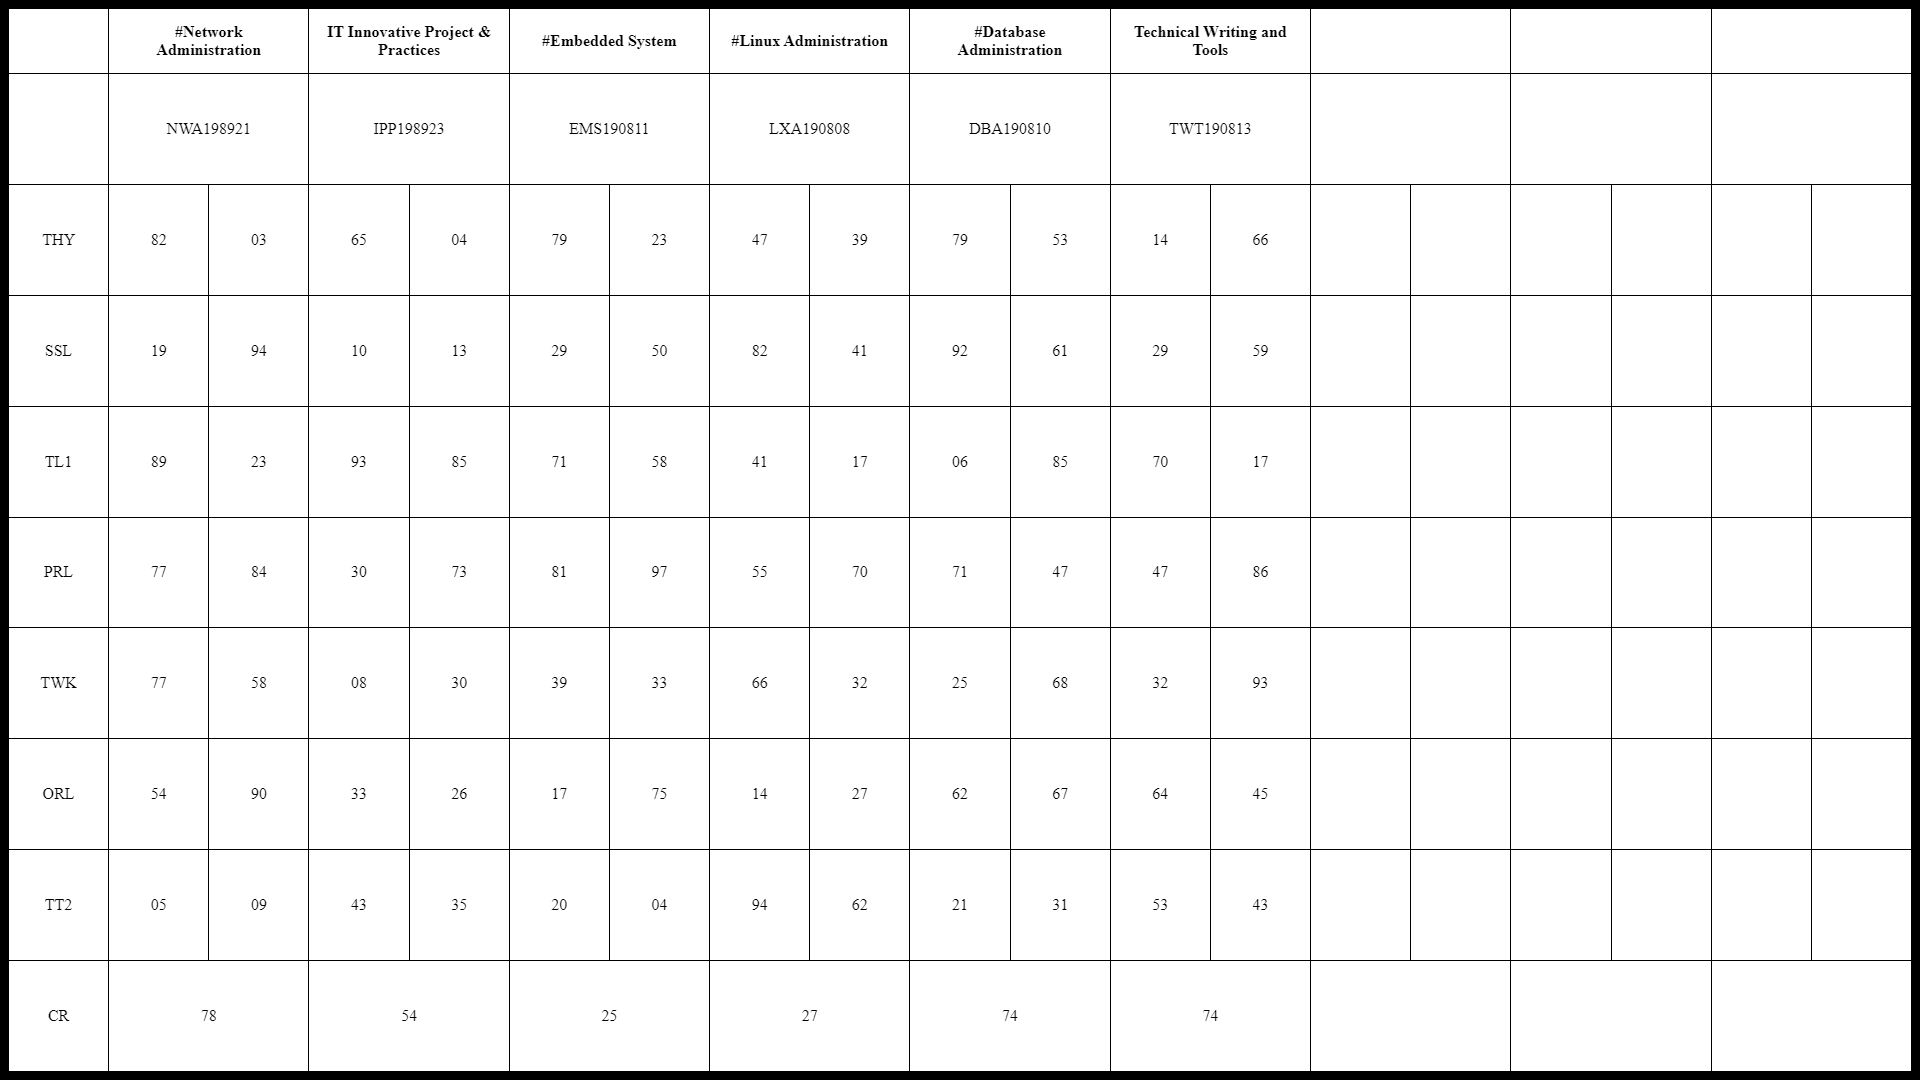 #Network Administration IT Innovative Project & Practices #Embedded System #Linux Administration #Database Administration Technical Writing and Tools
NWA198921 IPP198923 EMS190811 LXA190808 DBA190810 TWT190813
THY 82 03 65 04 79 23 47 39 79 53 14 66
SSL 19 94 10 13 29 50 82 41 92 61 29 59
TL1 89 23 93 85 71 58 41 17 06 85 70 17
PRL 77 84 30 73 81 97 55 70 71 47 47 86
TWK 77 58 08 30 39 33 66 32 25 68 32 93
ORL 54 90 33 26 17 75 14 27 62 67 64 45
TT2 05 09 43 35 20 04 94 62 21 31 53 43
CR 78 54 25 27 74 74